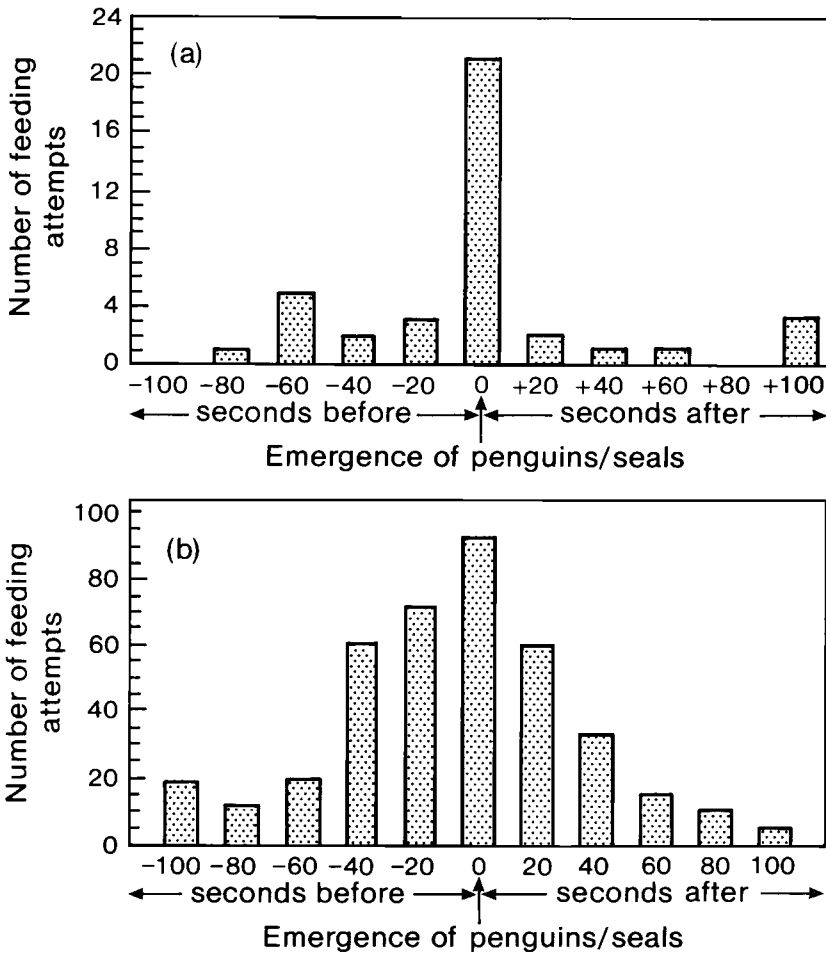 (a)
Number of feeding
attempts
24
20
16
12
8
4
0
−100 −80 −60 −40 −20 0 +20 +40 +60 +80 +100
seconds before seconds after
Emergence of penguins/seals
(b)
Number of feeding
attempts
100
80
60
40
20
0
−100 −80 −60 −40 −20 0 20 40 60 80 100
seconds before seconds after
Emergence of penguins/seals